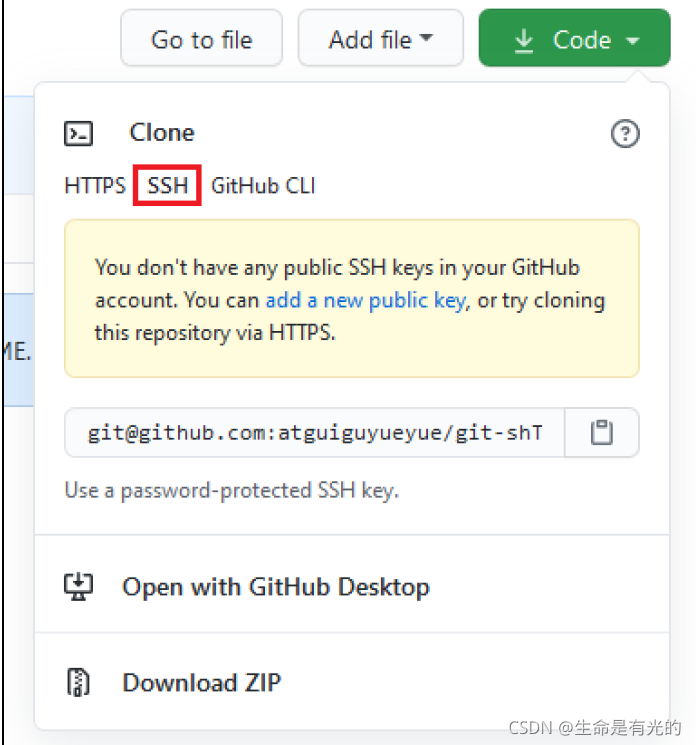 Go to file Add file Code
Clone
HTTPS SSH GitHub CLI
You don't have any public SSH keys in your GitHub
account. You can add a new public key, or try cloning
this repository via HTTPS.
ME.
git@github.com:atguiguyueyue/git-shT
Use a password-protected SSH key.
Open with GitHub Desktop
Download ZIP
CSDN @生命是有光的